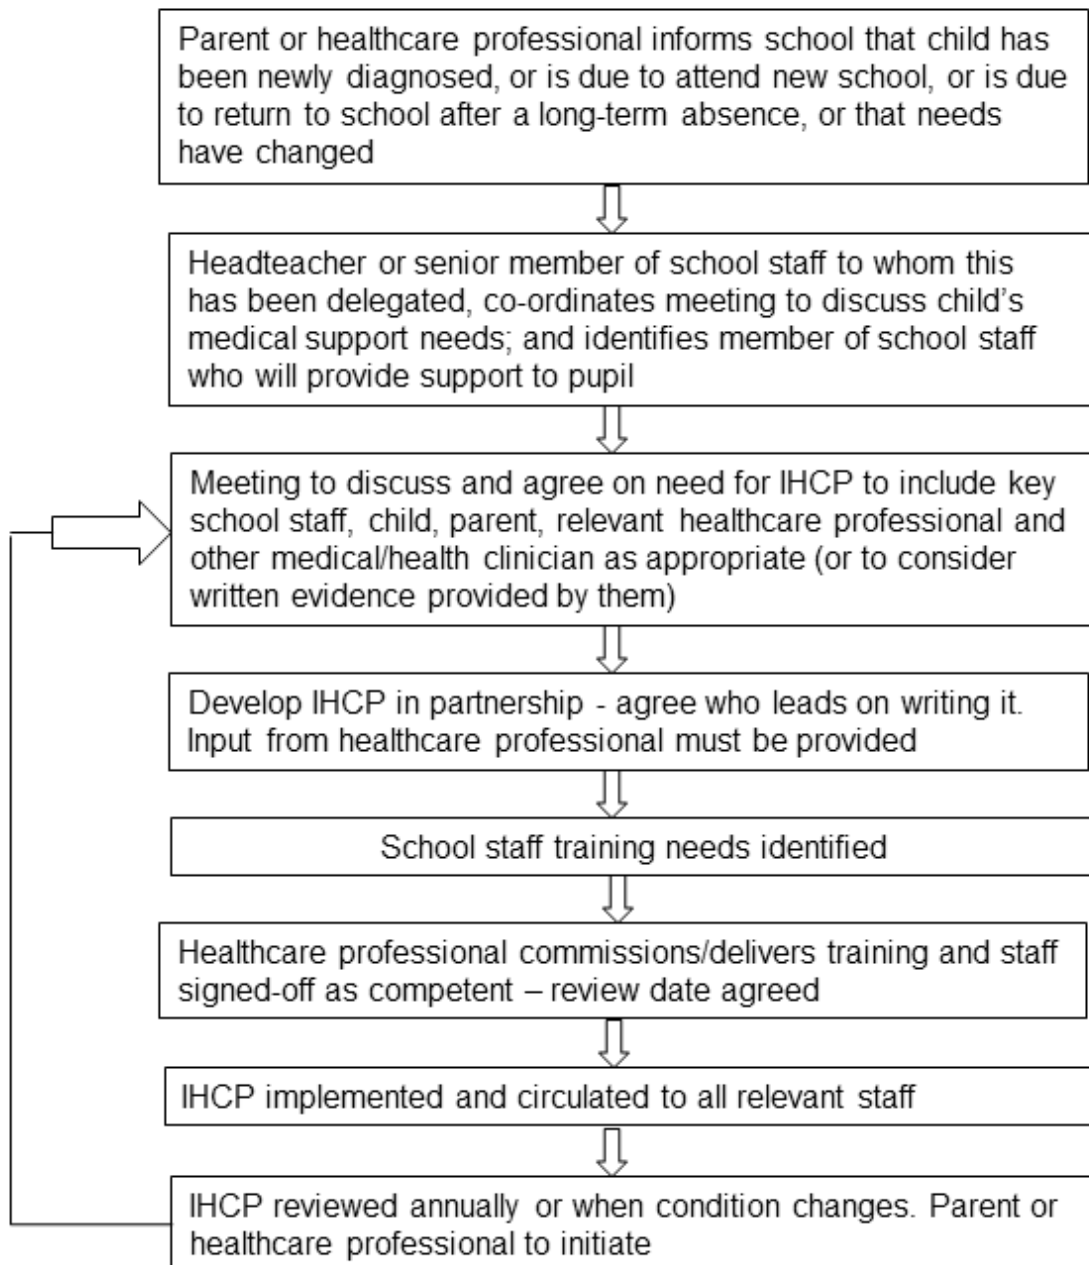 Parent or healthcare professional informs school that child has
been newly diagnosed, or is due to attend new school, or is due
to return to school after a long-term absence, or that needs
have changed
Headteacher or senior member of school staff to whom this
has been delegated, co-ordinates meeting to discuss child’s
medical support needs; and identifies member of school staff
who will provide support to pupil
Meeting to discuss and agree on need for IHCP to include key
school staff, child, parent, relevant healthcare professional and
other medical/health clinician as appropriate (or to consider
written evidence provided by them)
Develop IHCP in partnership - agree who leads on writing it.
Input from healthcare professional must be provided
School staff training needs identified
Healthcare professional commissions/delivers training and staff
signed-off as competent – review date agreed
IHCP implemented and circulated to all relevant staff
IHCP reviewed annually or when condition changes. Parent or
healthcare professional to initiate